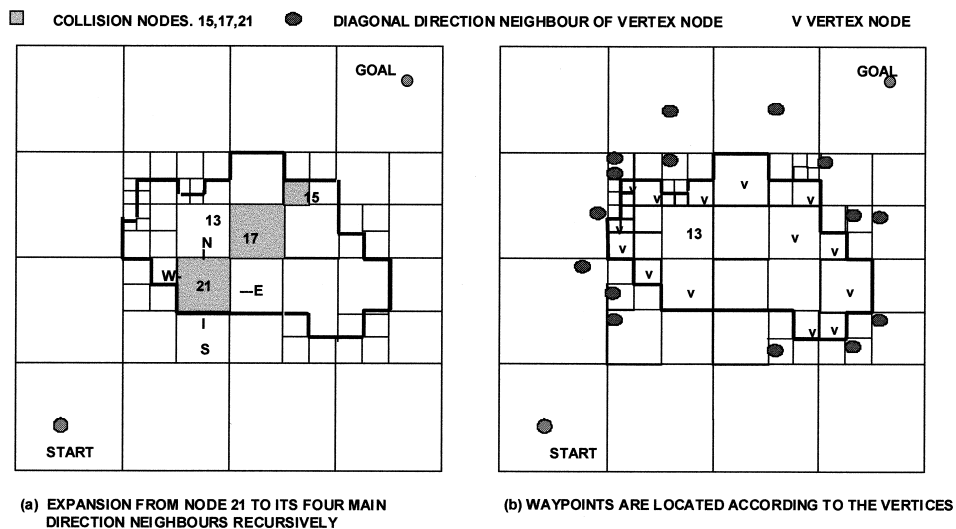 COLLISION NODES. 15,17,21 DIAGONAL DIRECTION NEIGHBOUR OF VERTEX NODE V VERTEX NODE
GOAL
15
13
N
17
W-
21
---E
I
S
START
(a) EXPANSION FROM NODE 21 TO ITS FOUR MAIN
DIRECTION NEIGHBOURS RECURSIVELY
GOAL
v
v
v v v
v
13 v
v v
v
v v
v v
START
(b) WAYPOINTS ARE LOCATED ACCORDING TO THE VERTICES